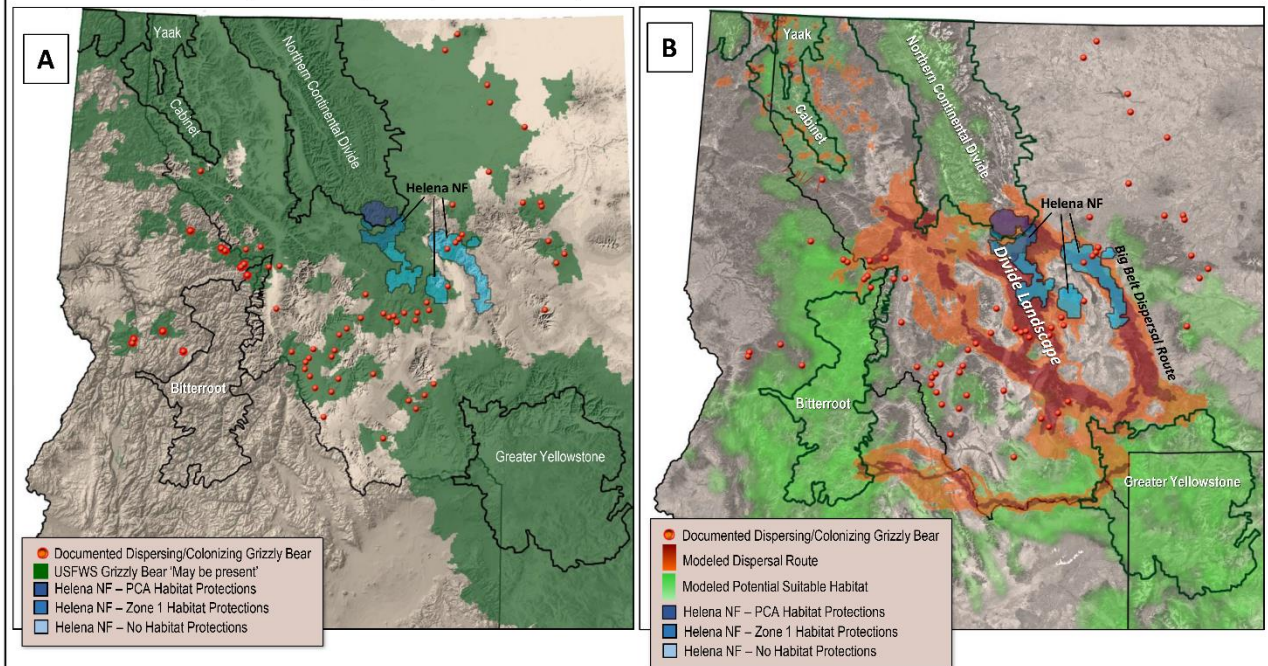 A
Yaak
Cabinet
Northern Continental Divide
Helena NF
Bitterroot
Greater Yellowstone
Documented Dispersing/Colonizing Grizzly Bear
USFWS Grizzly Bear 'May be present'
Helena NF – PCA Habitat Protections
Helena NF – Zone 1 Habitat Protections
Helena NF – No Habitat Protections
B
Yaak
Cabinet
Northern Continental Divide
Helena NF
Divide Landscape
Big Belt Dispersal Route
Bitterroot
Greater Yellowstone
Documented Dispersing/Colonizing Grizzly Bear
Modeled Dispersal Route
Modeled Potential Suitable Habitat
Helena NF – PCA Habitat Protections
Helena NF – Zone 1 Habitat Protections
Helena NF – No Habitat Protections